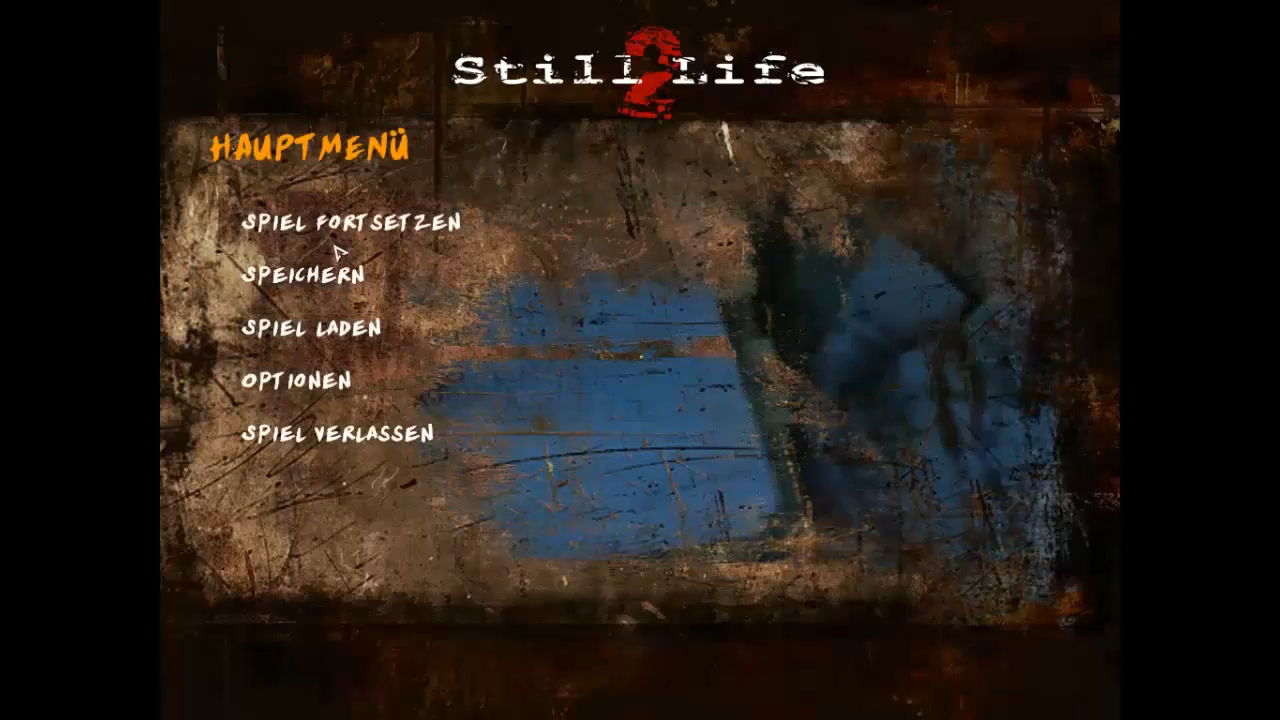 Still Life
2
HAUPTMENÜ
SPIEL FORTSETZEN
SPEICHERN
SPIEL LADEN
OPTIONEN
SPIEL VERLASSEN